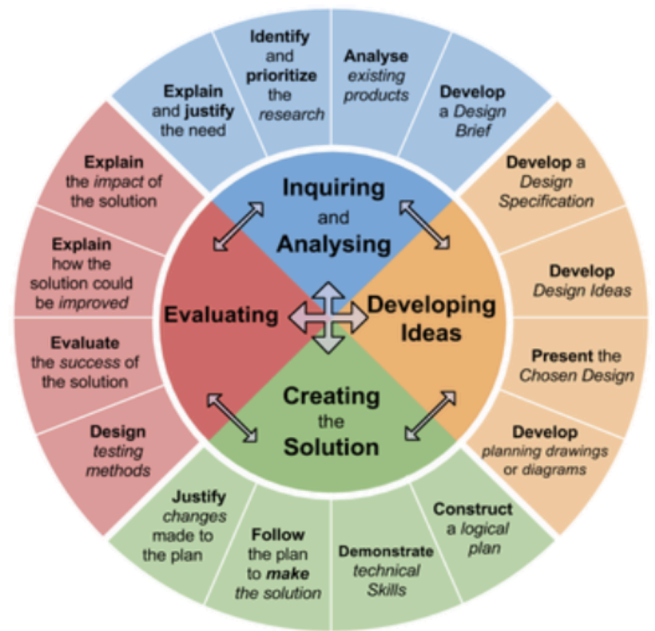 Explain
and justify
the need
Identify
and
prioritize
the
research
Analyse
existing
products
Develop
a Design
Brief
Develop a
Design
Specification
Develop
Design Ideas
Present the
Chosen Design
Develop
planning drawings
or diagrams
Construct
a logical
plan
Demonstrate
technical
Skills
Follow
the plan
to make
the solution
Justify
changes
made to
the plan
Design
testing
methods
Evaluate
the success of
the solution
Explain
how the
solution could
be improved
Explain
the impact of
the solution
Inquiring
and
Analysing
Developing
Ideas
Creating
the
Solution
Evaluating